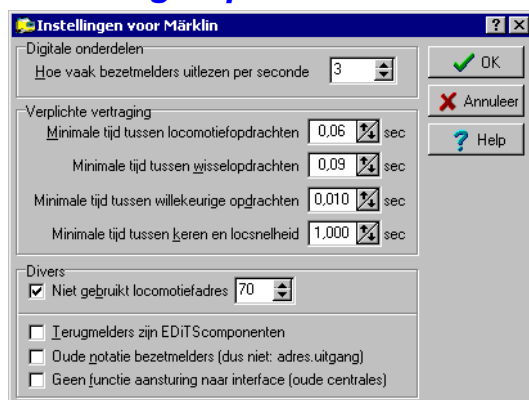 Instellingen voor Märklin
Digitale onderdelen
Hoe vaak bezetmelders uitlezen per seconde 3
OK
Annuleer
Help
Verplichte vertraging
Minimale tijd tussen locomotiefopdrachten 0,06 sec
Minimale tijd tussen wisselopdrachten 0,09 sec
Minimale tijd tussen willekeurige opdrachten 0,010 sec
Minimale tijd tussen keren en locsnelheid 1,000 sec
Divers
Niet gebruikt locomotiefadres 70
Terugmelders zijn EDiTScomponenten
Oude notatie bezetmelders (dus niet: adres.uitgang)
Geen functie aansturing naar interface (oude centrales)